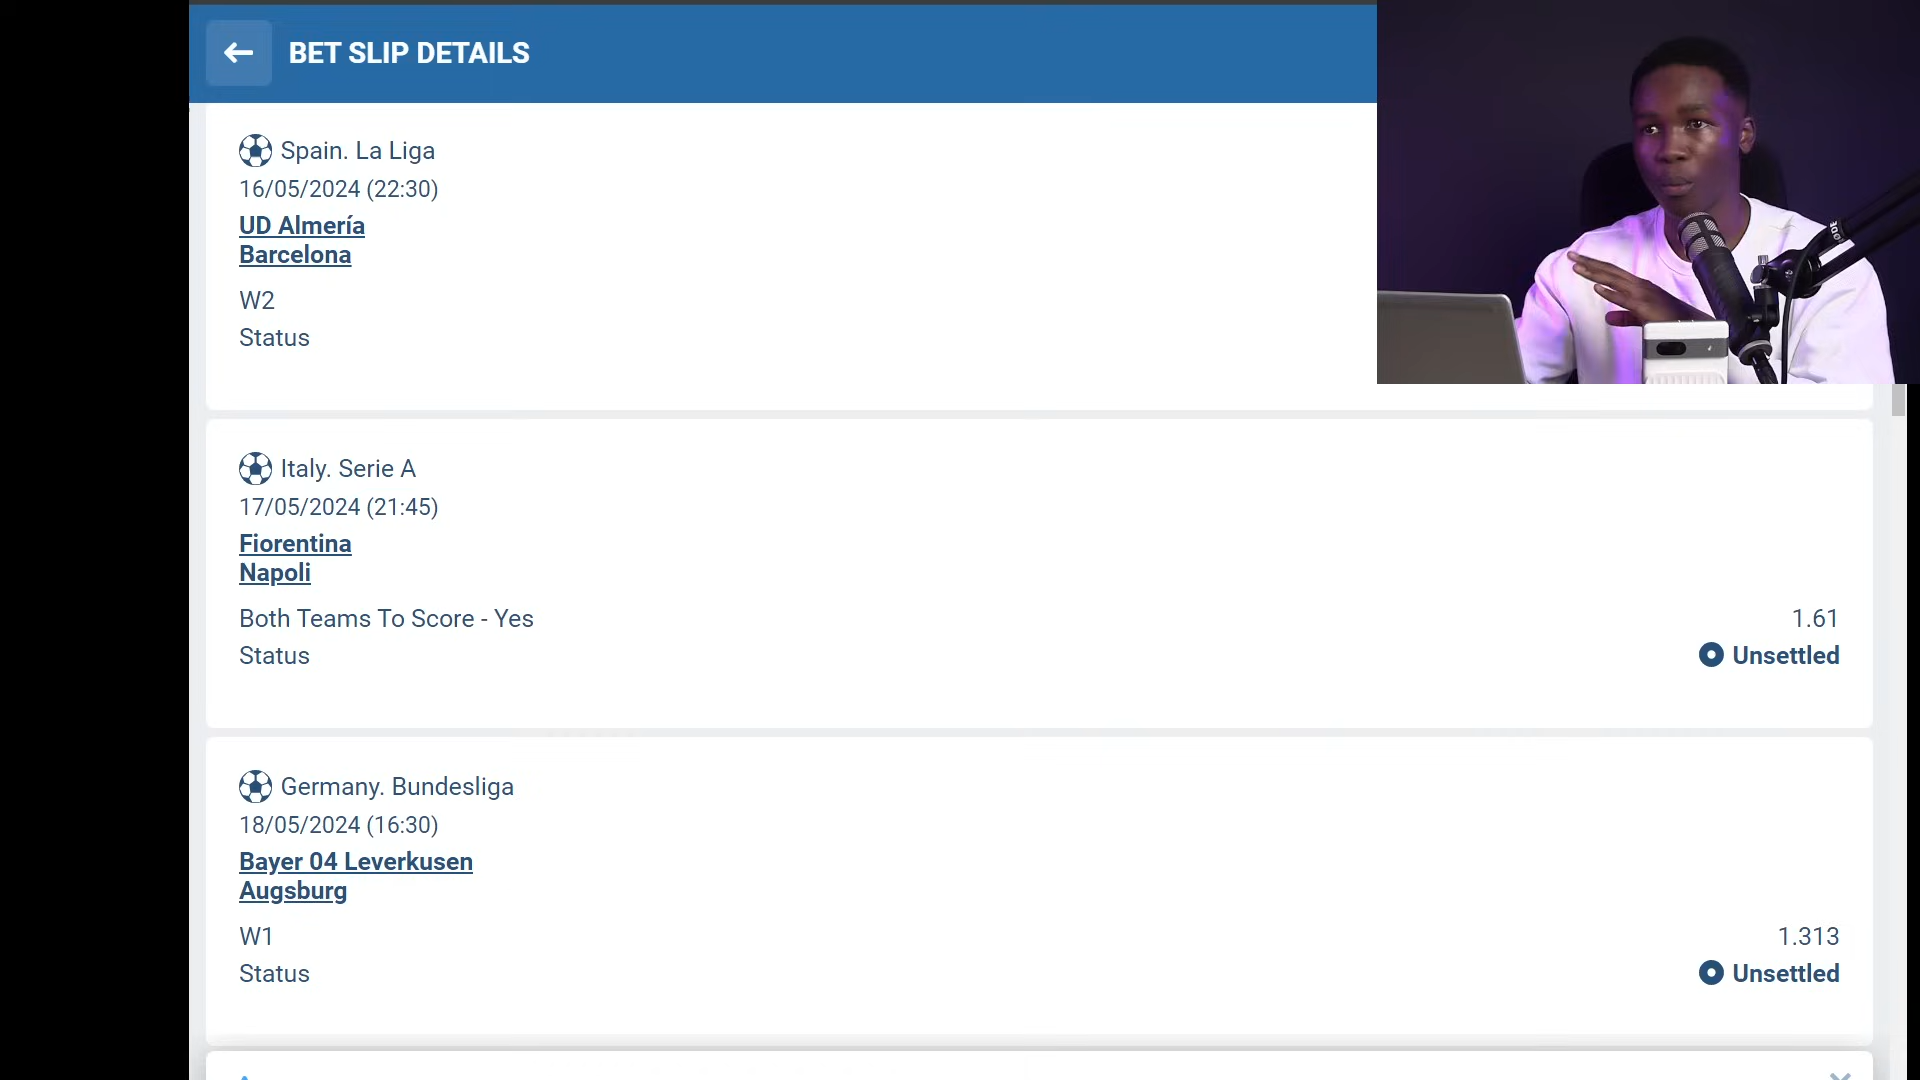 BET SLIP DETAILS
Spain. La Liga
16/05/2024 (22:30)
UD Almería
Barcelona
W2
Status
Italy. Serie A
17/05/2024 (21:45)
Fiorentina
Napoli
Both Teams To Score - Yes
1.61
Status
Unsettled
Germany. Bundesliga
18/05/2024 (16:30)
Bayer 04 Leverkusen
Augsburg
W1
1.313
Status
Unsettled